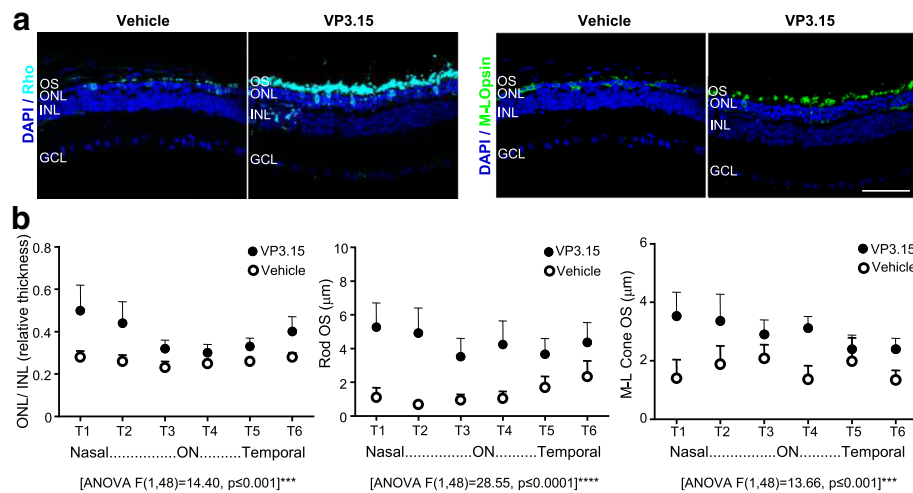 a
Vehicle VP3.15 Vehicle VP3.15
DAPI / Rho
OS
ONL
INL
GCL
OS
ONL
INL
DAPI / M-LOpsin
OS
ONL
INL
GCL
OS
ONL
INL
GCL
b
ONL/ INL (relative thickness)
0.8
0.6
0.4
0.2
0
VP3.15
Vehicle
T1 T2 T3 T4 T5 T6
Nasal................ON..........Temporal
[ANOVA F(1,48)=14.40, p≤0.001]***
Rod OS (μm)
10
8
6
4
2
0
VP3.15
Vehicle
T1 T2 T3 T4 T5 T6
Nasal................ON..........Temporal
[ANOVA F(1,48)=28.55, p≤0.0001]****
M-L Cone OS (μm)
6
4
2
0
VP3.15
Vehicle
T1 T2 T3 T4 T5 T6
Nasal................ON..........Temporal
[ANOVA F(1,48)=13.66, p≤0.001]***